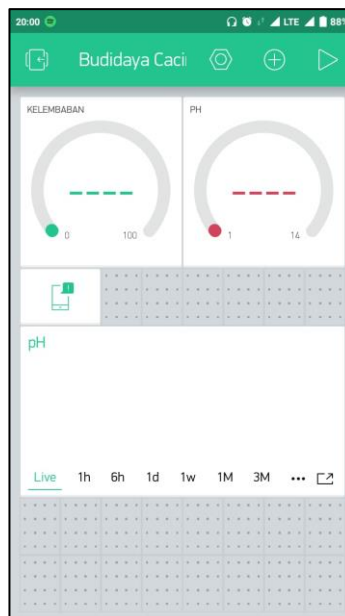 20:00 LTE 88%
Budidaya Caci
KELEMBABAN PH
---- ----
0 100 1 14
pH
Live 1h 6h 1d 1w 1M 3M ...